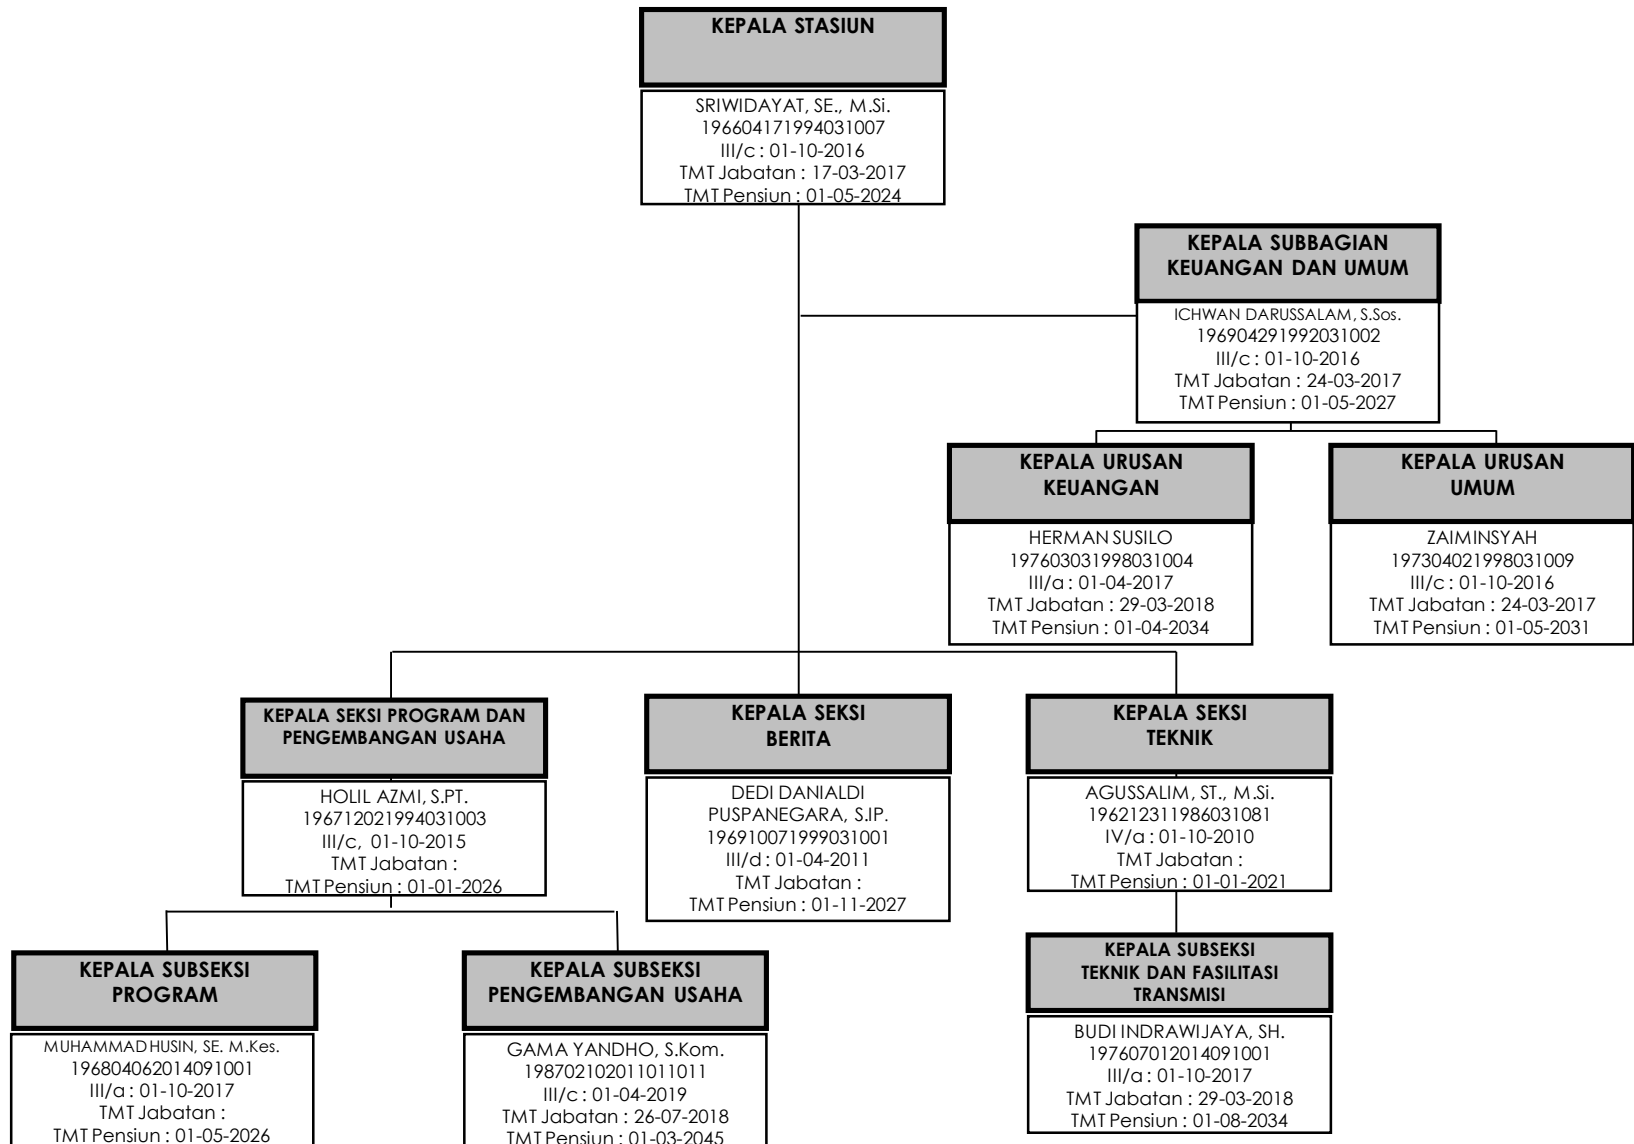 KEPALA STASIUN
SRIWIDAYAT, SE., M.Si.
196604171994031007
III/c : 01-10-2016
TMT Jabatan : 17-03-2017
TMT Pensiun : 01-05-2024
KEPALA SUBBAGIAN
KEUANGAN DAN UMUM
ICHWAN DARUSSALAM, S.Sos.
196904291992031002
III/c : 01-10-2016
TMT Jabatan : 24-03-2017
TMT Pensiun : 01-05-2027
KEPALA URUSAN
KEUANGAN
HERMAN SUSILO
197603031998031004
III/a : 01-04-2017
TMT Jabatan : 29-03-2018
TMT Pensiun : 01-04-2034
KEPALA URUSAN
UMUM
ZAIMINSYAH
197304021998031009
III/c : 01-10-2016
TMT Jabatan : 24-03-2017
TMT Pensiun : 01-05-2031
KEPALA SEKSI PROGRAM DAN
PENGEMBANGAN USAHA
HOLIL AZMI, S.PT.
196712021994031003
III/c, 01-10-2015
TMT Jabatan :
TMT Pensiun : 01-01-2026
KEPALA SEKSI
BERITA
DEDI DANIALDI
PUSPANEGARA, S.IP.
196910071999031001
III/d : 01-04-2011
TMT Jabatan :
TMT Pensiun : 01-11-2027
KEPALA SEKSI
TEKNIK
AGUSSALIM, ST., M.Si.
196212311986031081
IV/a : 01-10-2010
TMT Jabatan :
TMT Pensiun : 01-01-2021
KEPALA SUBSEKSI
PROGRAM
MUHAMMAD HUSIN, SE. M.Kes.
196804062014091001
III/a : 01-10-2017
TMT Jabatan :
TMT Pensiun : 01-05-2026
KEPALA SUBSEKSI
PENGEMBANGAN USAHA
GAMA YANDHO, S.Kom.
198702102011011011
III/c : 01-04-2019
TMT Jabatan : 26-07-2018
TMT Pensiun : 01-03-2045
KEPALA SUBSEKSI
TEKNIK DAN FASILITASI
TRANSMISI
BUDI INDRAWIJAYA, SH.
197607012014091001
III/a : 01-10-2017
TMT Jabatan : 29-03-2018
TMT Pensiun : 01-08-2034